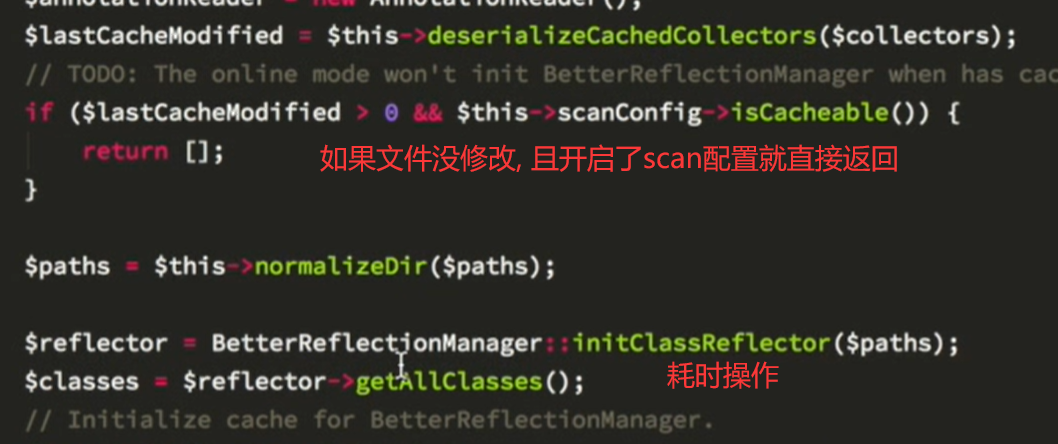 $annotationReader = new AnnotationReader();
$lastCacheModified = $this->deserializeCachedCollectors($collectors);
// TODO: The online mode won't init BetterReflectionManager when has cac
if ($lastCacheModified > 0 && $this->scanConfig->isCacheable()) {
return [];
如果文件没修改, 且开启了scan配置就直接返回
}
$paths = $this->normalizeDir($paths);
$reflector = BetterReflectionManager::initClassReflector($paths);
$classes = $reflector->getAllClasses();
耗时操作
// Initialize cache for BetterReflectionManager.